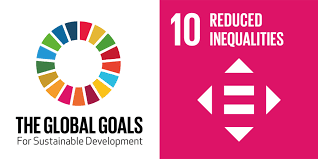 THE GLOBAL GOALS
For Sustainable Development
10 REDUCED
INEQUALITIES